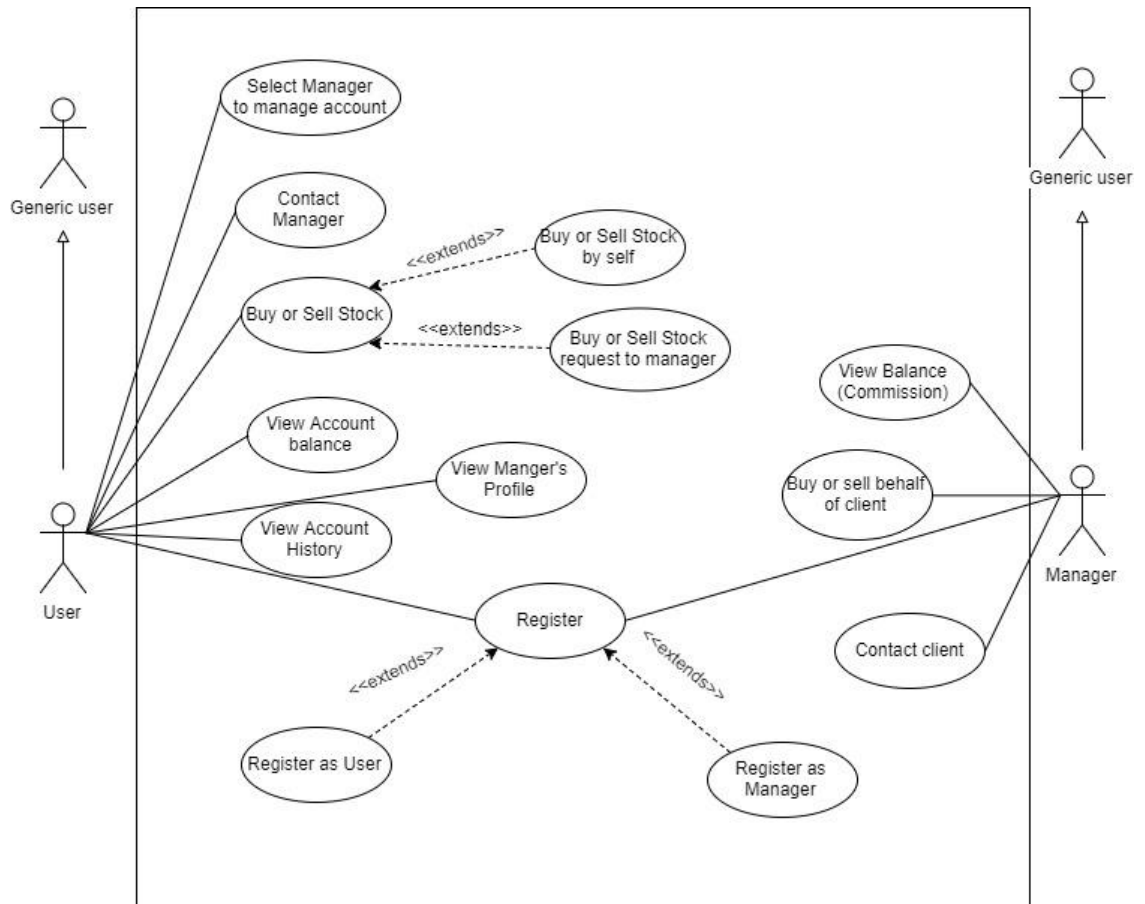 Select Manager
to manage account
Generic user
Generic user
Contact
Manager
<<extends>>
Buy or Sell Stock
by self
Buy or Sell Stock
<<extends>>
Buy or Sell Stock
request to manager
View Balance
(Commission)
View Account
balance
View Manger's
Profile
Buy or sell behalf
of client
View Account
History
User
Manager
Register
Contact client
<<extends>>
<<extends>>
Register as User
Register as
Manager